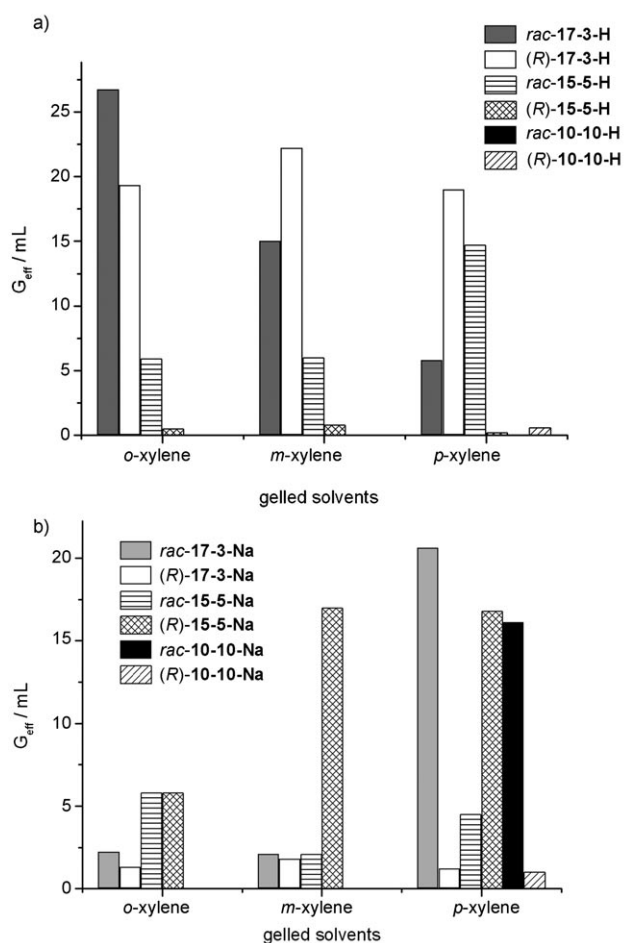 a)
rac-17-3-H
(R)-17-3-H
rac-15-5-H
(R)-15-5-H
rac-10-10-H
(R)-10-10-H
25
20
15
10
5
0
G_eff / mL
o-xylene m-xylene p-xylene
gelled solvents
b)
rac-17-3-Na
(R)-17-3-Na
rac-15-5-Na
(R)-15-5-Na
rac-10-10-Na
(R)-10-10-Na
20
15
10
5
0
G_eff / mL
o-xylene m-xylene p-xylene
gelled solvents